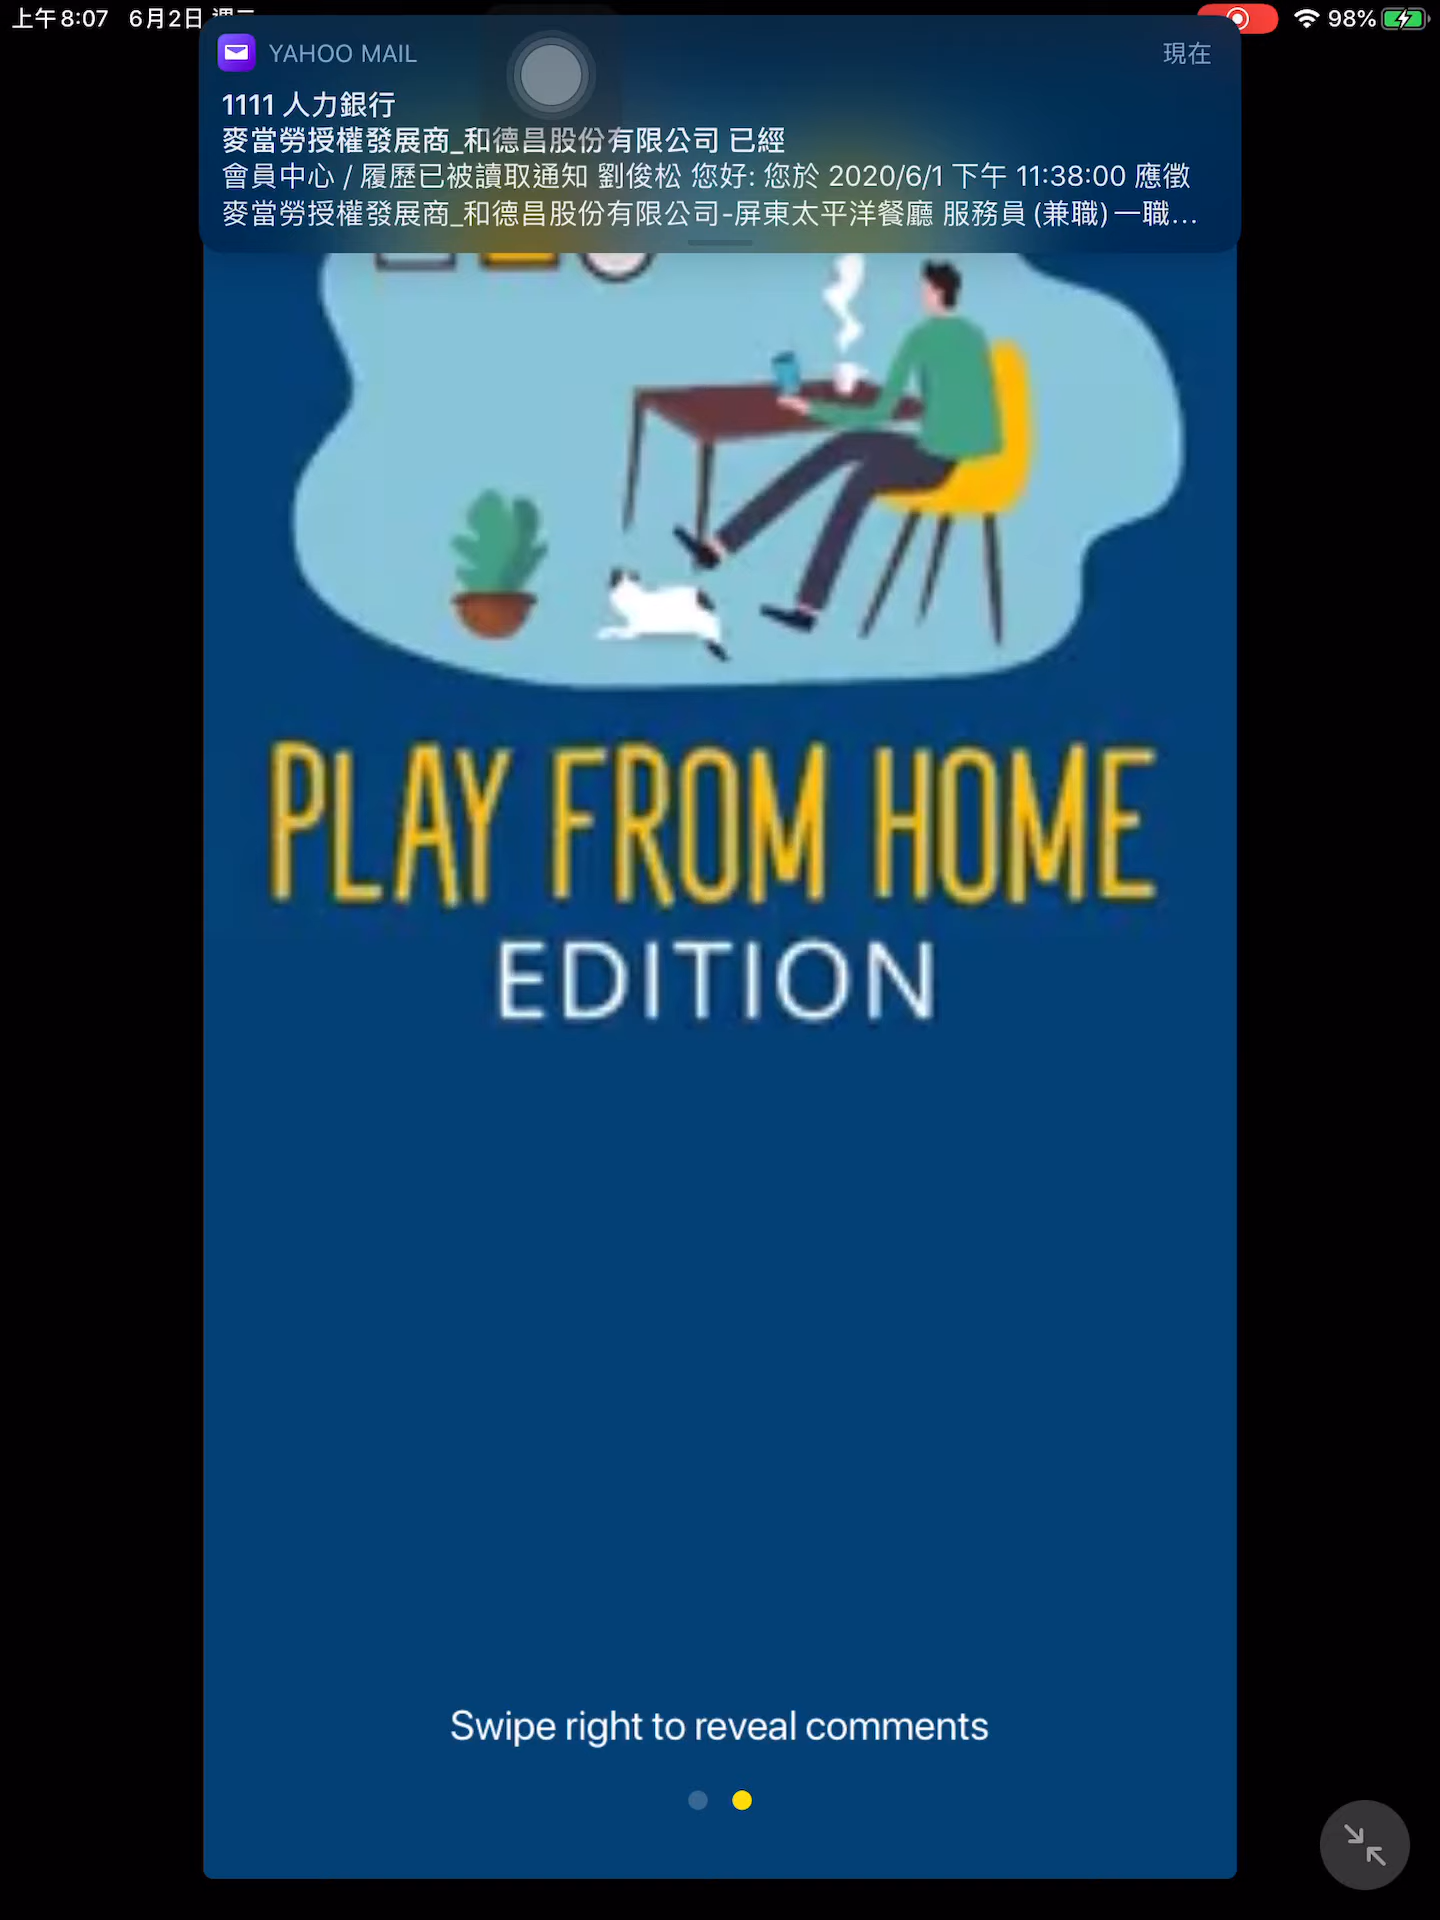 上午8:07 6月2日
98%
YAHOO MAIL 現在
1111 人力銀行
麥當勞授權發展商_和德昌股份有限公司 已經
會員中心 / 履歷已被讀取通知 劉俊松 您好: 您於 2020/6/1 下午 11:38:00 應徵
麥當勞授權發展商_和德昌股份有限公司-屏東太平洋餐廳 服務員 (兼職) 一職...
PLAY FROM HOME
EDITION
Swipe right to reveal comments